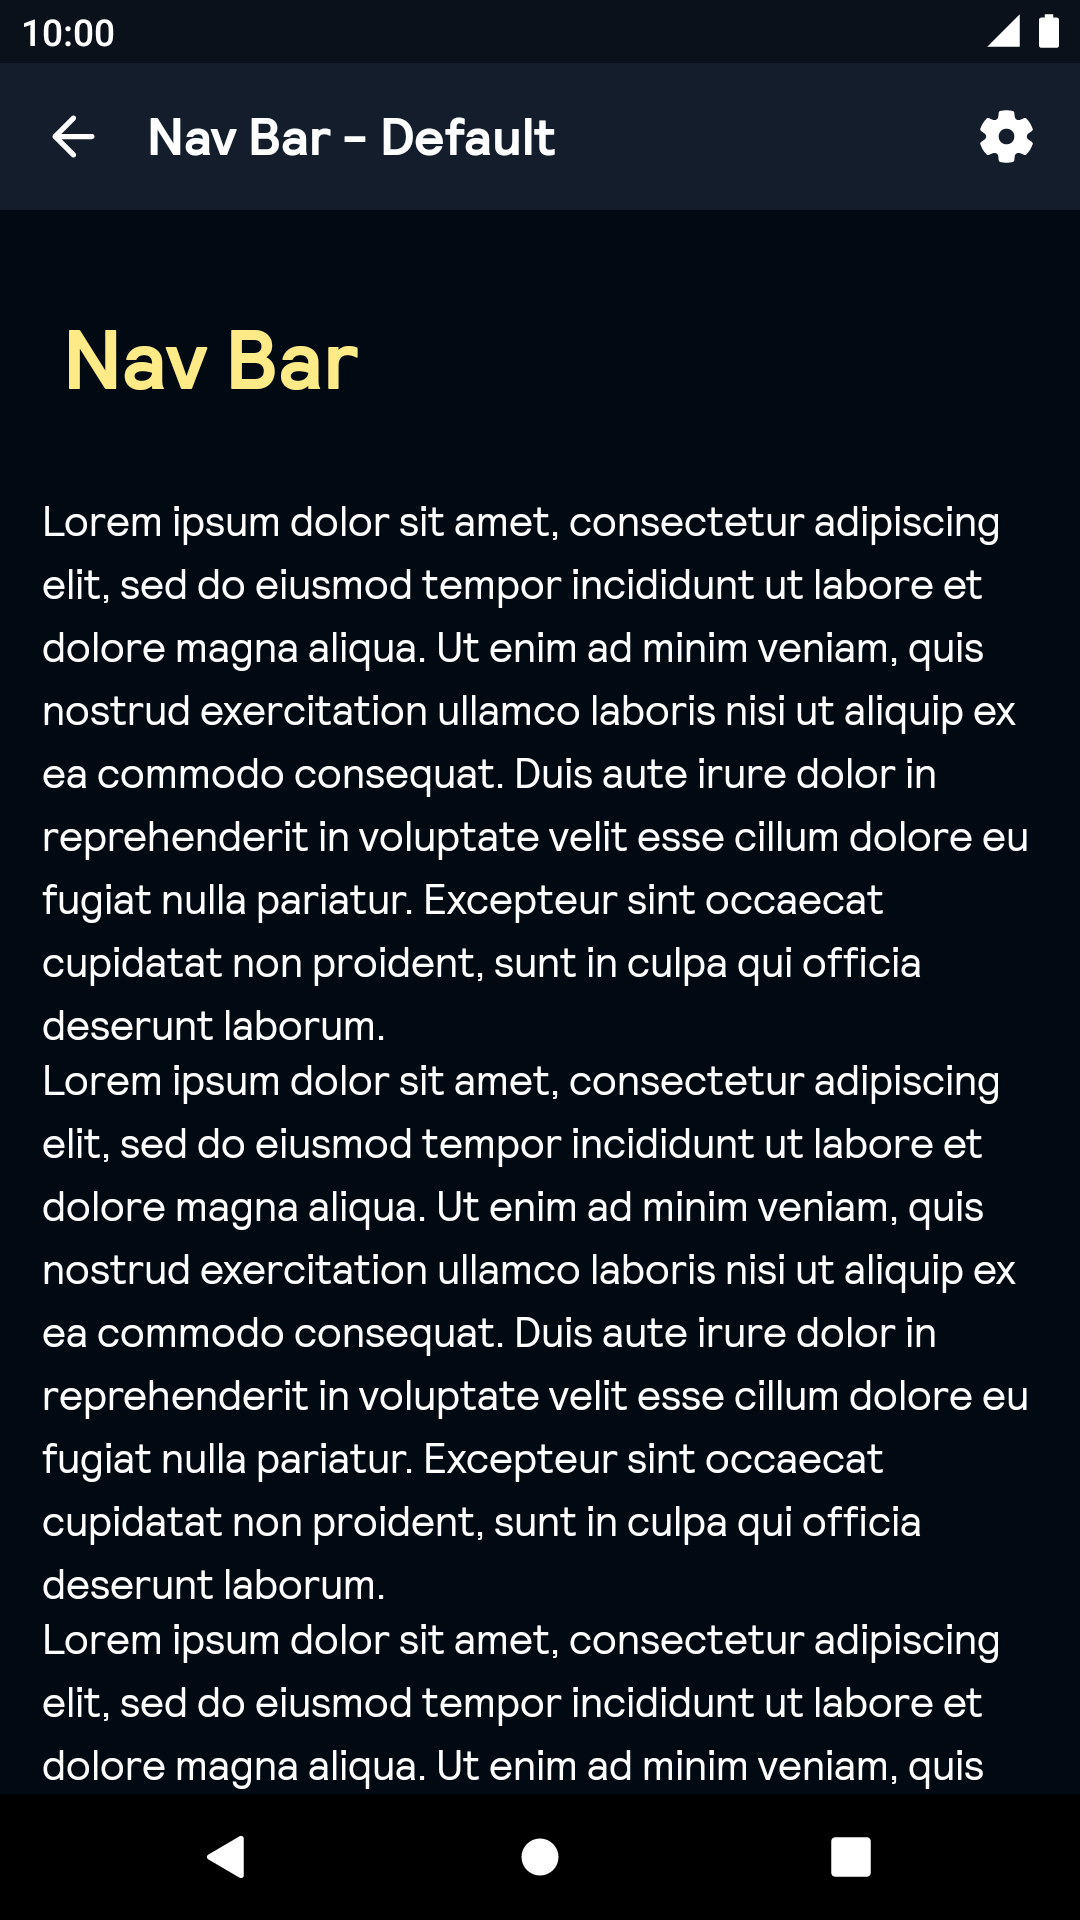 10:00
Nav Bar - Default
Nav Bar
Lorem ipsum dolor sit amet, consectetur adipiscing
elit, sed do eiusmod tempor incididunt ut labore et
dolore magna aliqua. Ut enim ad minim veniam, quis
nostrud exercitation ullamco laboris nisi ut aliquip ex
ea commodo consequat. Duis aute irure dolor in
reprehenderit in voluptate velit esse cillum dolore eu
fugiat nulla pariatur. Excepteur sint occaecat
cupidatat non proident, sunt in culpa qui officia
deserunt laborum.
Lorem ipsum dolor sit amet, consectetur adipiscing
elit, sed do eiusmod tempor incididunt ut labore et
dolore magna aliqua. Ut enim ad minim veniam, quis
nostrud exercitation ullamco laboris nisi ut aliquip ex
ea commodo consequat. Duis aute irure dolor in
reprehenderit in voluptate velit esse cillum dolore eu
fugiat nulla pariatur. Excepteur sint occaecat
cupidatat non proident, sunt in culpa qui officia
deserunt laborum.
Lorem ipsum dolor sit amet, consectetur adipiscing
elit, sed do eiusmod tempor incididunt ut labore et
dolore magna aliqua. Ut enim ad minim veniam, quis